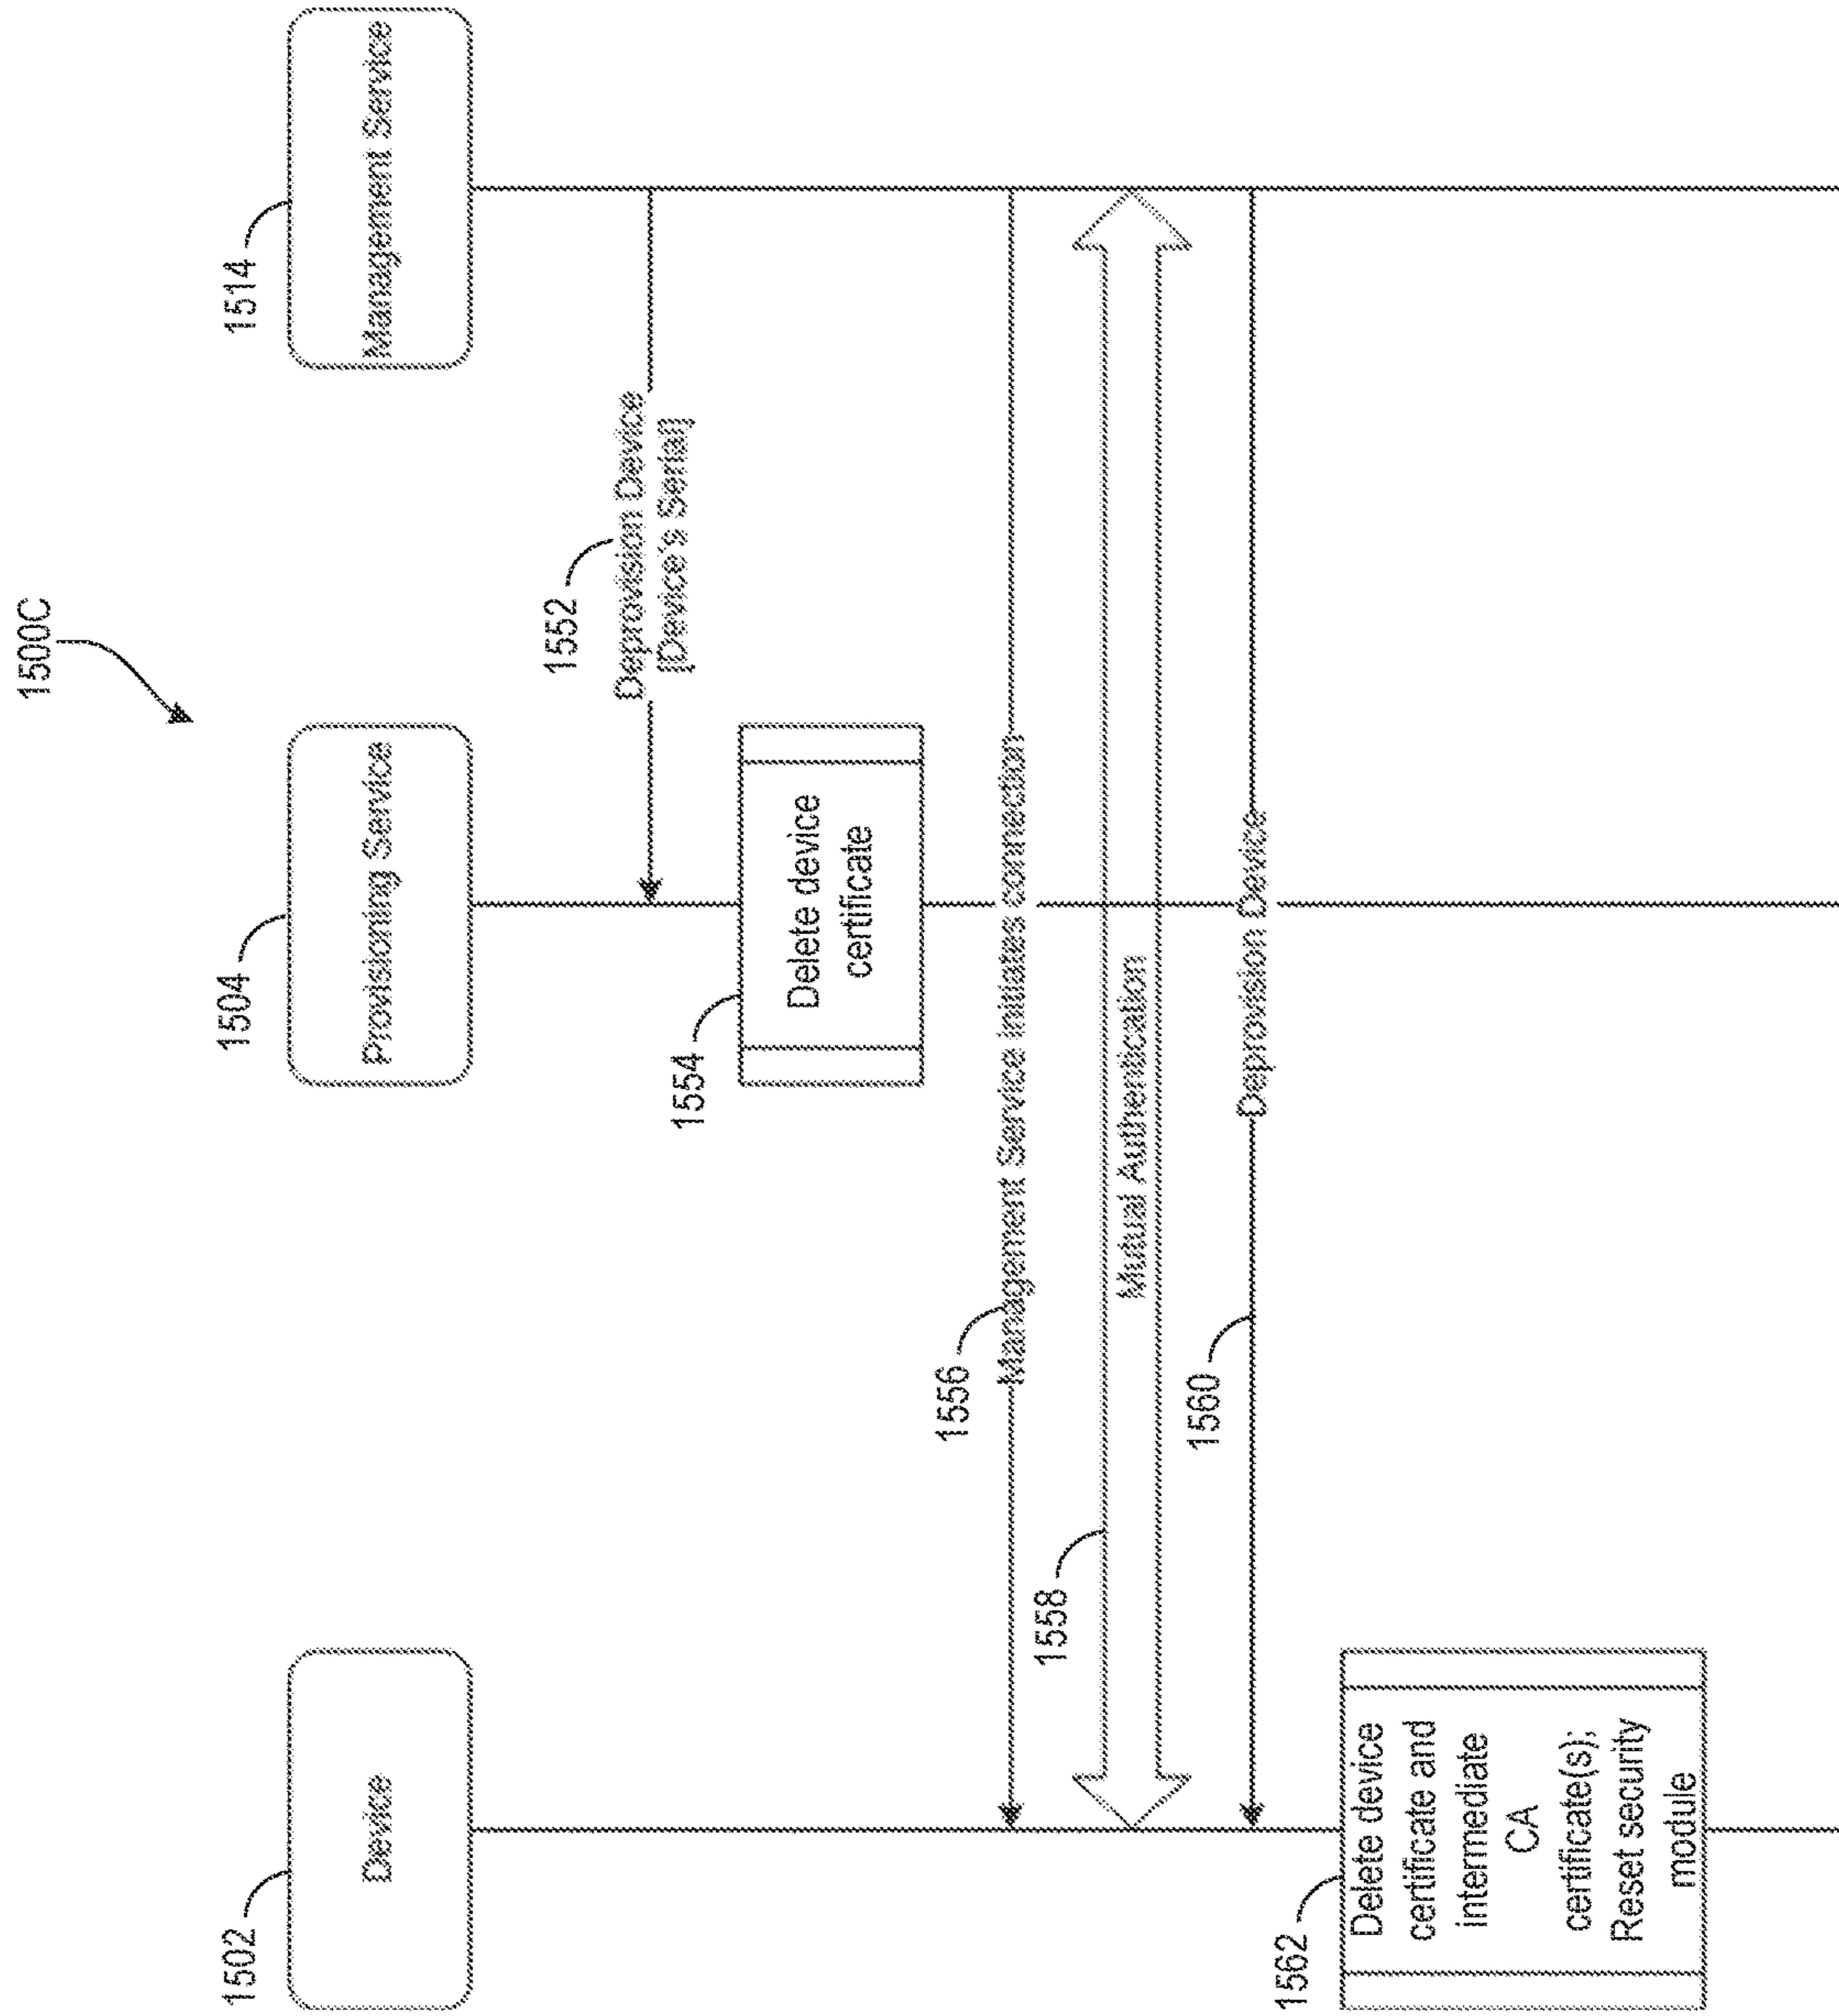 1500C
1502
Device
1504
Provisioning Service
1514
Management Service
1552
Deprovision Device
[Device's Serial]
1554
Delete device
certificate
1556
Management Service initiates connection
1558
Mutual Authentication
1560
Deprovision Device
1562
Delete device
certificate and
intermediate
CA
certificate(s);
Reset security
module